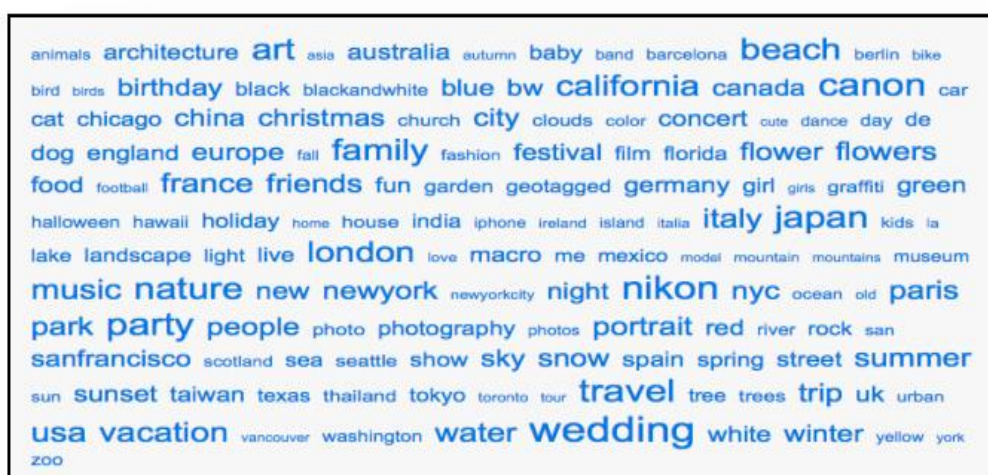 animals architecture art asia australia autumn baby band barcelona beach berlin bike
bird birds birthday black blackandwhite blue bw california canada canon car
cat chicago china christmas church city clouds color concert cute dance day de
dog england europe fall family fashion festival film florida flower flowers
food football france friends fun garden geotagged germany girl girls graffiti green
halloween hawaii holiday home house india iphone ireland island italia italy japan kids la
lake landscape light live london love macro me mexico model mountain mountains museum
music nature new newyork newyorkcity night nikon nyc ocean old paris
park party people photo photography photos portrait red river rock san
sanfrancisco scotland sea seattle show sky snow spain spring street summer
sun sunset taiwan texas thailand tokyo toronto tour travel tree trees trip uk urban
usa vacation vancouver washington water wedding white winter yellow york
zoo